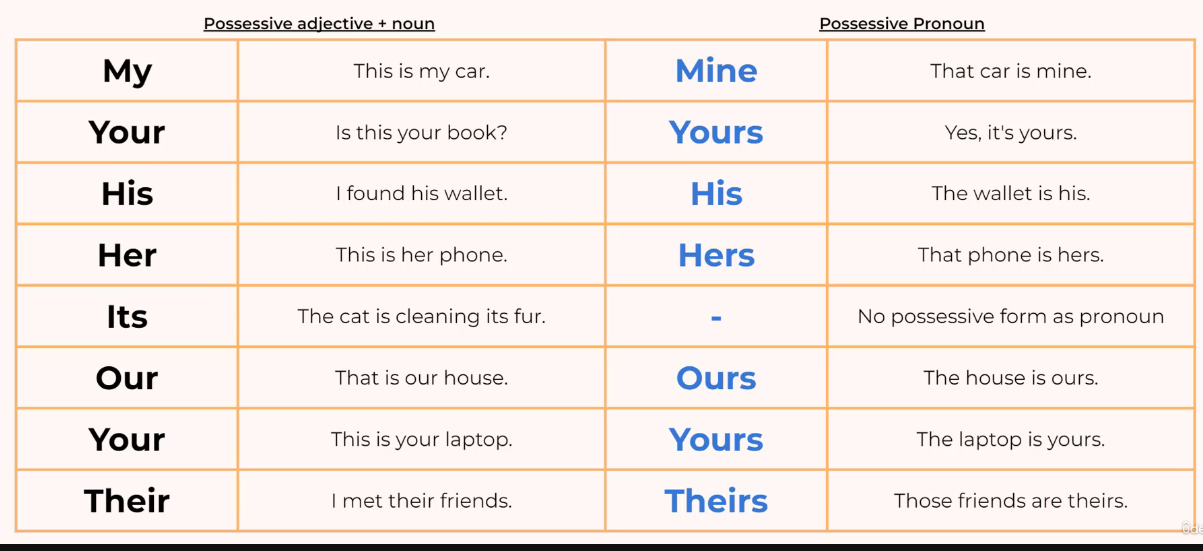 Possessive adjective + noun Possessive Pronoun
My This is my car. Mine That car is mine.
Your Is this your book? Yours Yes, it's yours.
His I found his wallet. His The wallet is his.
Her This is her phone. Hers That phone is hers.
Its The cat is cleaning its fur. - No possessive form as pronoun
Our That is our house. Ours The house is ours.
Your This is your laptop. Yours The laptop is yours.
Their I met their friends. Theirs Those friends are theirs.